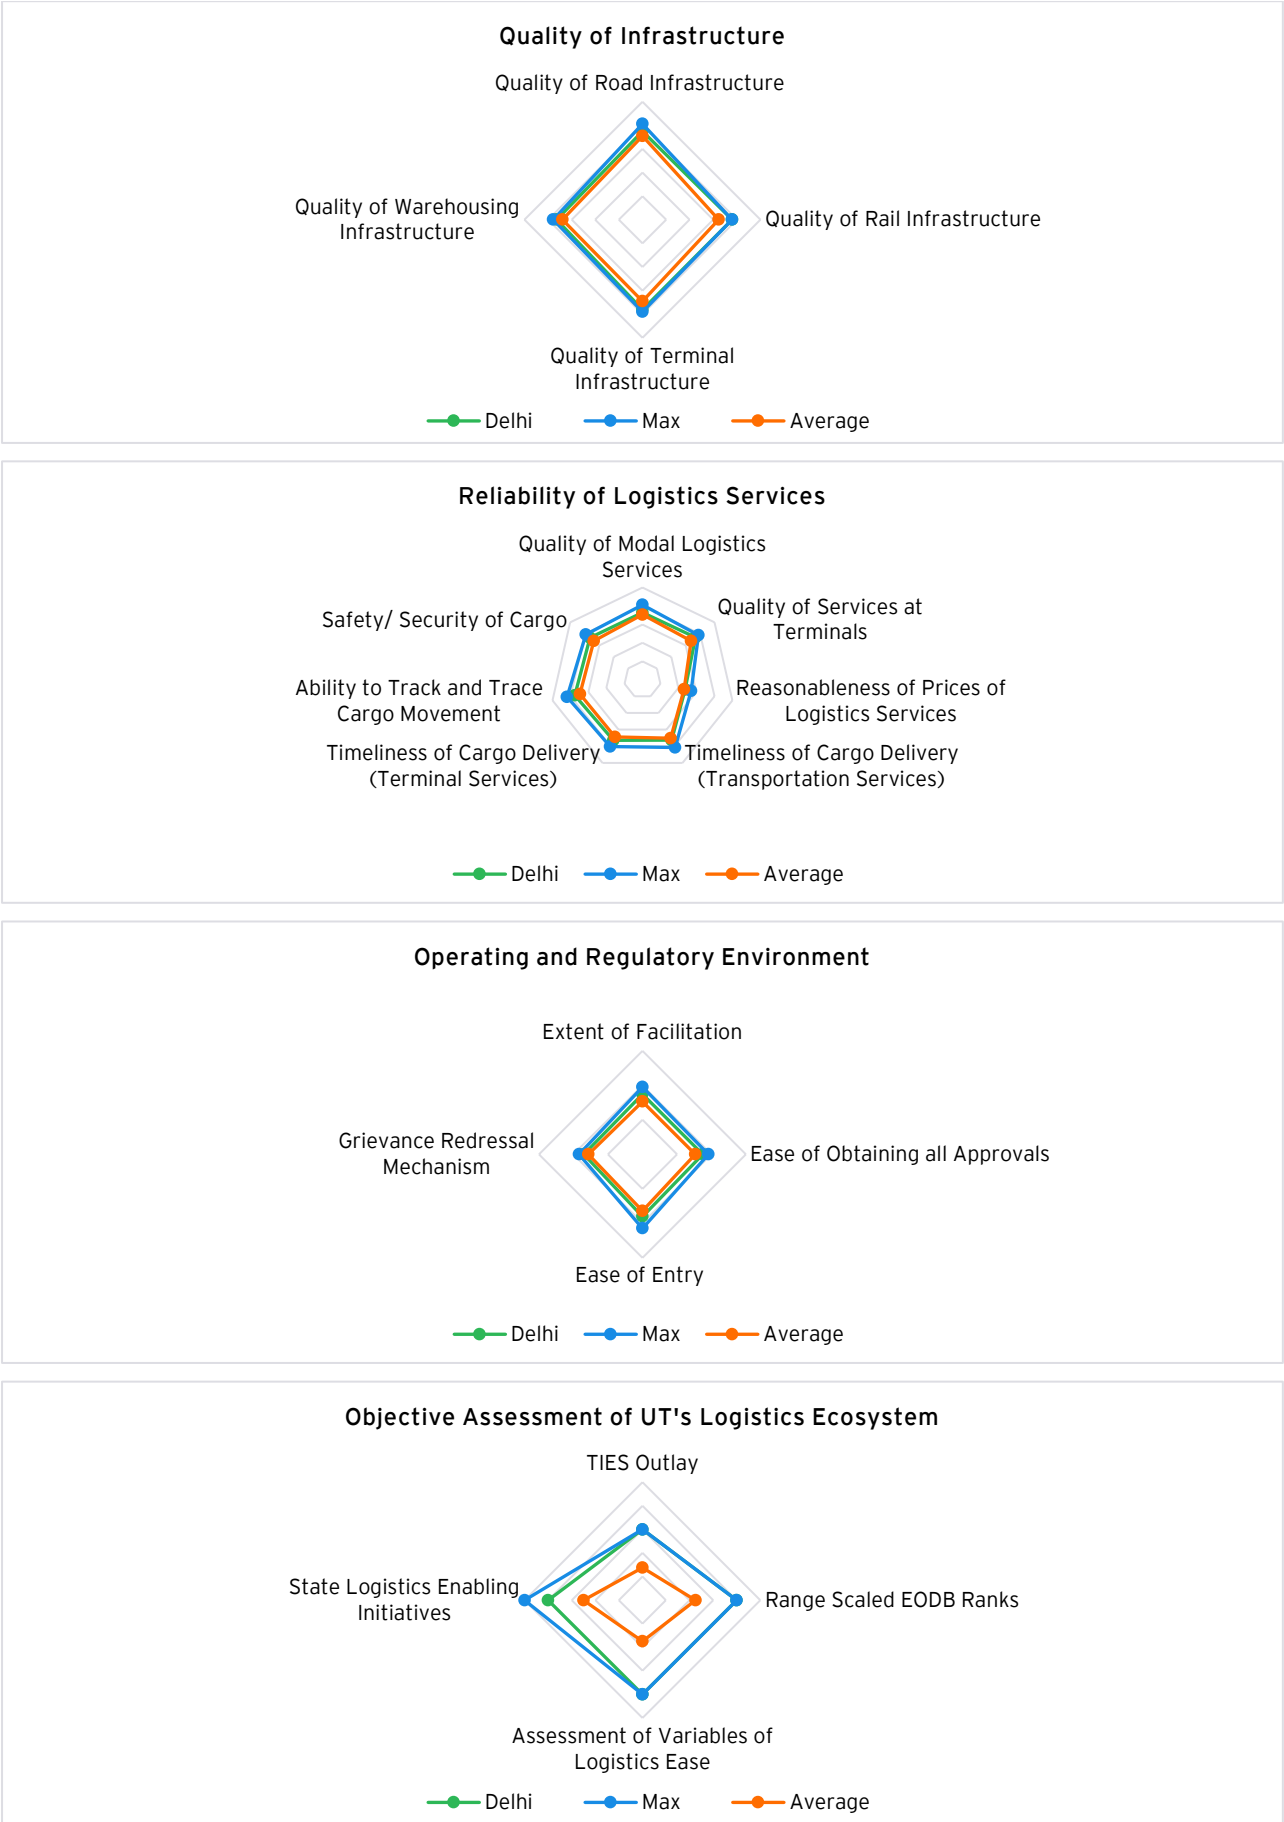 Quality of Infrastructure
Quality of Road Infrastructure
Quality of Warehousing
Infrastructure
Quality of Rail Infrastructure
Quality of Terminal
Infrastructure
Delhi Max Average
Reliability of Logistics Services
Quality of Modal Logistics
Services
Quality of Services at
Terminals
Safety/ Security of Cargo
Ability to Track and Trace
Cargo Movement
Reasonableness of Prices of
Logistics Services
Timeliness of Cargo Delivery
(Terminal Services)
Timeliness of Cargo Delivery
(Transportation Services)
Delhi Max Average
Operating and Regulatory Environment
Extent of Facilitation
Grievance Redressal
Mechanism
Ease of Obtaining all Approvals
Ease of Entry
Delhi Max Average
Objective Assessment of UT's Logistics Ecosystem
TIES Outlay
State Logistics Enabling
Initiatives
Range Scaled EODB Ranks
Assessment of Variables of
Logistics Ease
Delhi Max Average